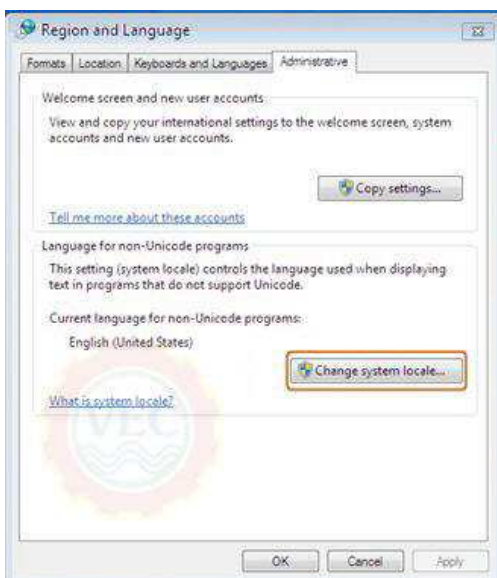 Region and Language
Formats Location Keyboards and Languages Administrative
Welcome screen and new user accounts
View and copy your international settings to the welcome screen, system
accounts and new user accounts.
Copy settings...
Tell me more about these accounts
Language for non-Unicode programs
This setting (system locale) controls the language used when displaying
text in programs that do not support Unicode.
Current language for non-Unicode programs:
English (United States)
Change system locale...
What is system locale?
VEC
OK Cancel Apply